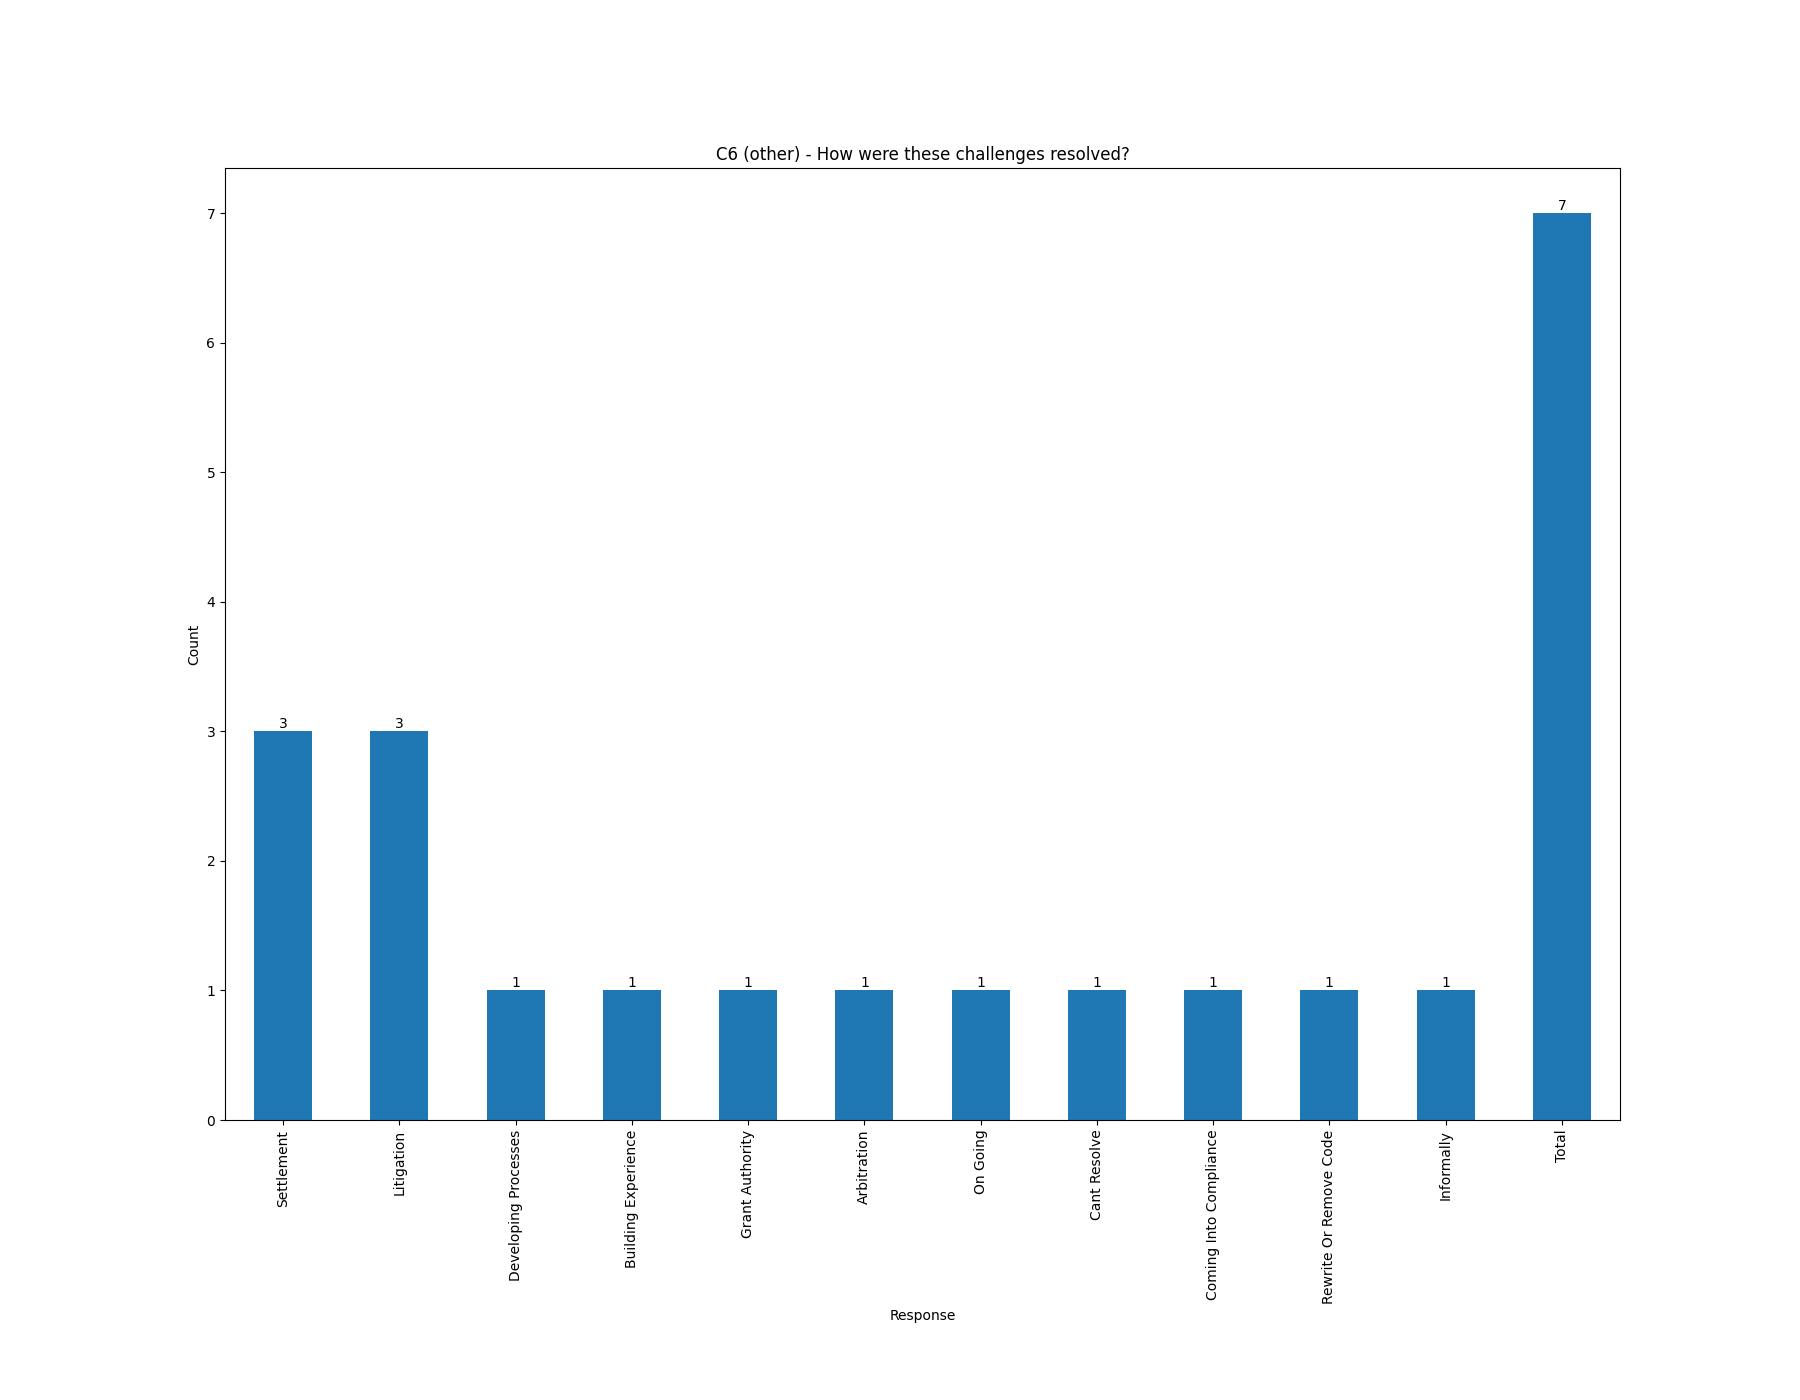 C6 (other) - How were these challenges resolved?
7
6
5
4
3
2
1
0
Count
3
3
1
1
1
1
1
1
1
1
1
7
Settlement
Litigation
Developing Processes
Building Experience
Grant Authority
Arbitration
On Going
Cant Resolve
Coming Into Compliance
Rewrite Or Remove Code
Informally
Total
Response